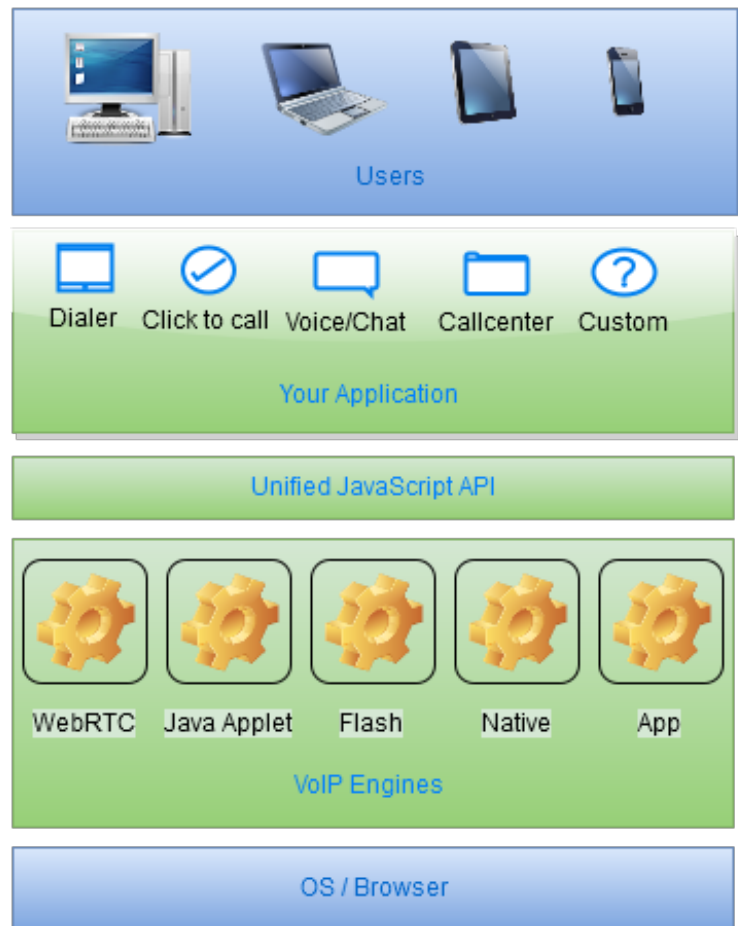 Users
Dialer Click to call Voice/Chat Callcenter Custom
Your Application
Unified JavaScript API
WebRTC Java Applet Flash Native App
VoIP Engines
OS / Browser